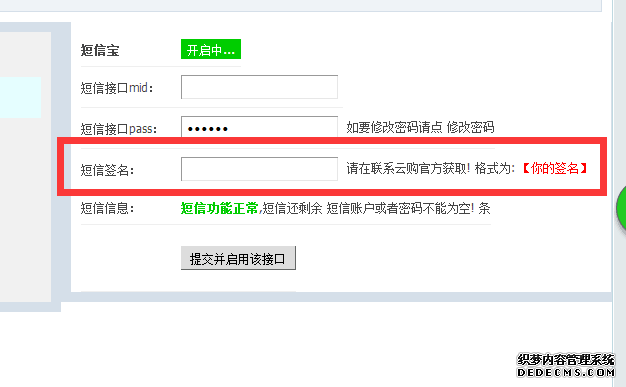 短信宝 开启中...
短信接口mid：
短信接口pass： •••••• 如要修改密码请点 修改密码
短信签名： 请在联系云购官方获取! 格式为：【你的签名】
短信信息： 短信功能正常,短信还剩余 短信账户或者密码不能为空! 条
提交并启用该接口
织梦内容管理系统
DEDECMS.COM